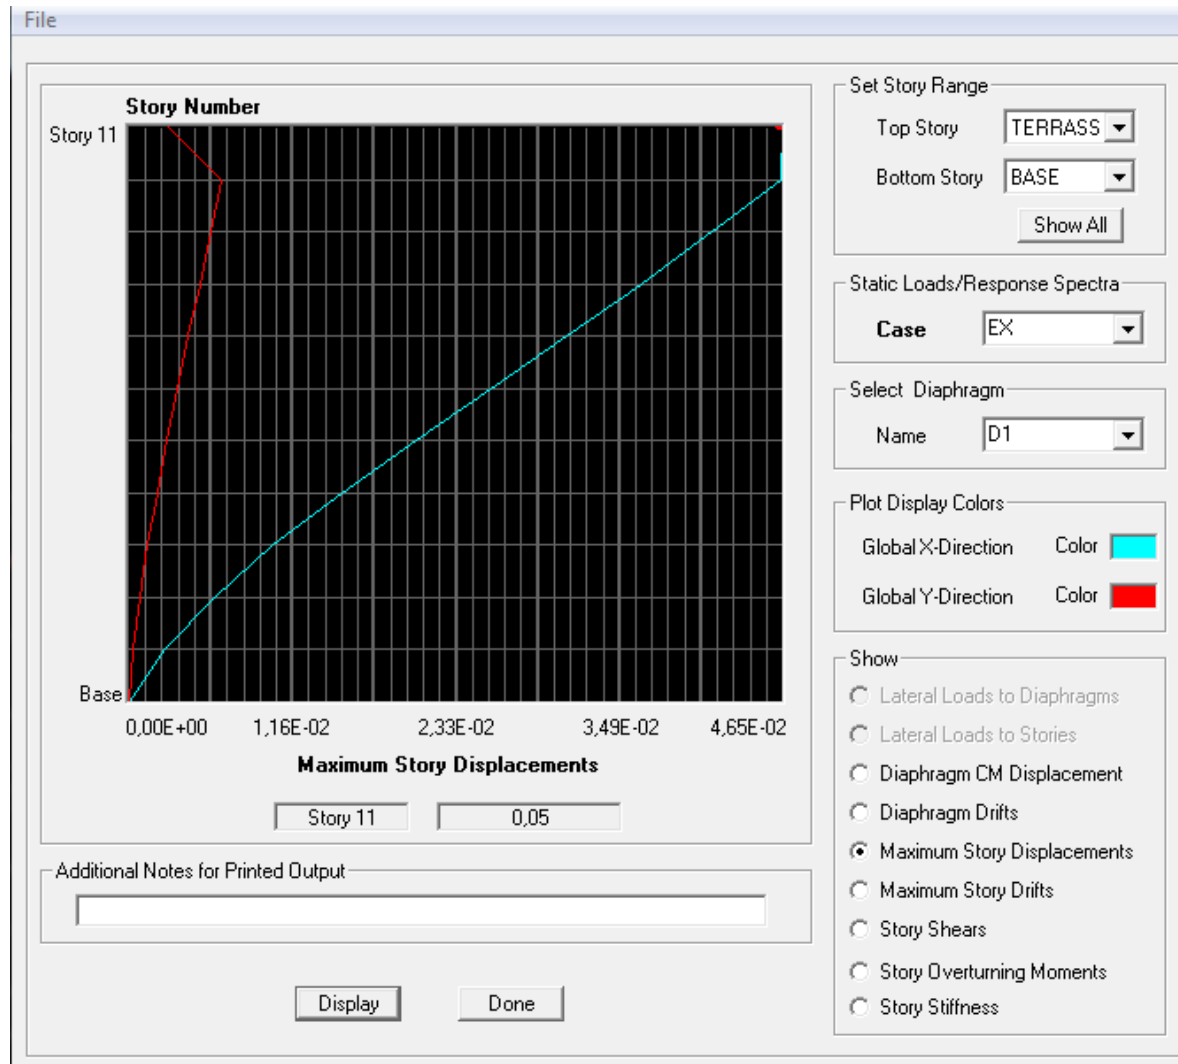 File
Story Number
Story 11
Base
0,00E+00 1,16E-02 2,33E-02 3,49E-02 4,65E-02
Maximum Story Displacements
Story 11 0,05
Additional Notes for Printed Output
Display Done
Set Story Range
Top Story TERRASS
Bottom Story BASE
Show All
Static Loads/Response Spectra
Case EX
Select Diaphragm
Name D1
Plot Display Colors
Global X-Direction Color
Global Y-Direction Color
Show
Lateral Loads to Diaphragms
Lateral Loads to Stories
Diaphragm CM Displacement
Diaphragm Drifts
Maximum Story Displacements
Maximum Story Drifts
Story Shears
Story Overturning Moments
Story Stiffness